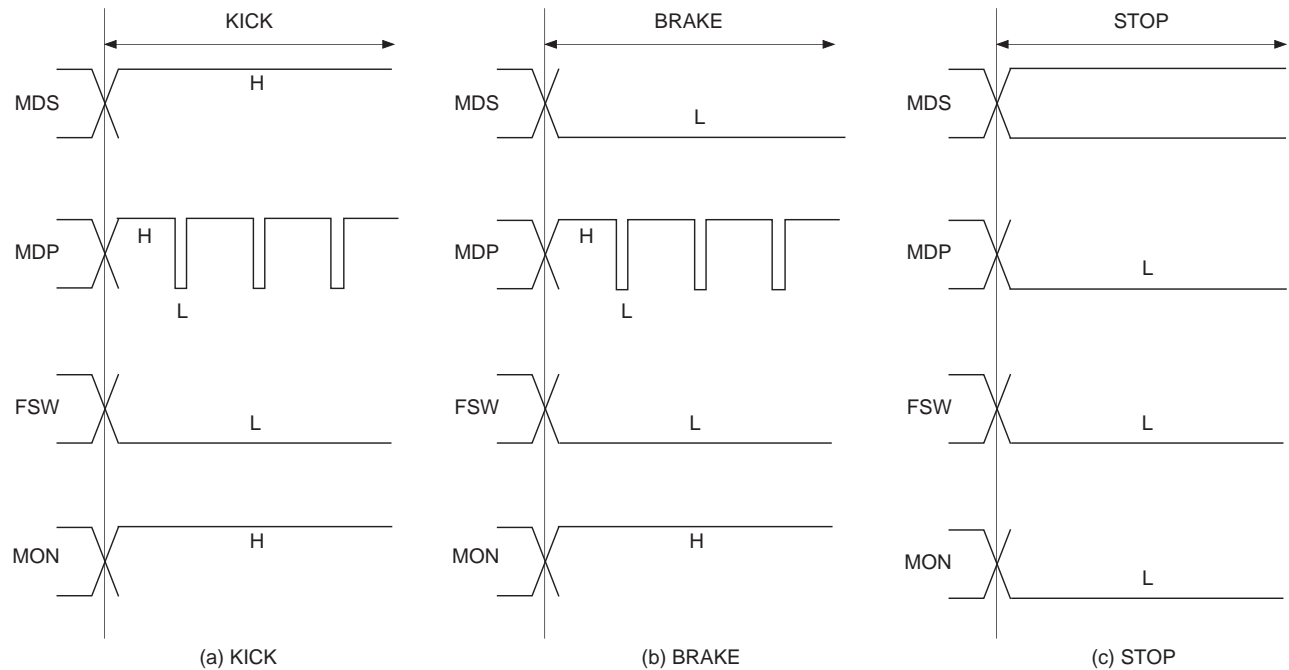 KICK
MDS
H
MDP
H
L
FSW
L
MON
H
(a) KICK
BRAKE
MDS
L
MDP
H
L
FSW
L
MON
H
(b) BRAKE
STOP
MDS
MDP
L
FSW
L
MON
L
(c) STOP